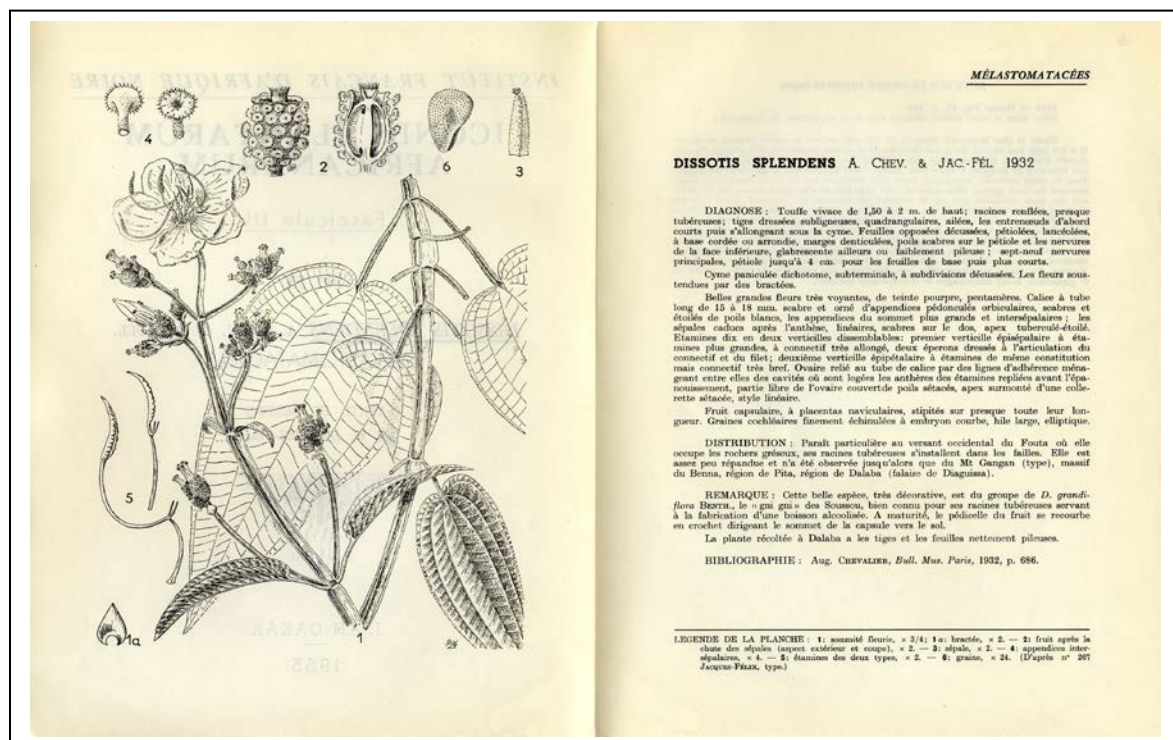 4
2
6
3
5
1a
1
MÉLASTOMATACÉES
DISSOTIS SPLENDENS A. CHEV. & JAC.-FÉL. 1932
DIAGNOSE : Touffe vivace de 1,50 à 2 m. de haut; racines renflées, presque
tubéreuses; tiges dressées subligneuses, quadrangulaires, ailées, les entrenœuds d'abord
courts puis s'allongeant sous la cyme. Feuilles opposées décussées, pétiolées, lancéolées,
à base cordée ou arrondie, marges denticulées, poils scabres sur le pétiole et les nervures
de la face inférieure, glabrescente ailleurs ou faiblement pileuse ; sept-neuf nervures
principales, pétiole jusqu'à 4 cm. pour les feuilles de base puis plus courts.
Cyme paniculée dichotome, subterminale, à subdivisions décussées. Les fleurs sous-
tendues par des bractées.
Belles grandes fleurs très voyantes, de teinte pourpre, pentamères. Calice à tube
long de 15 à 18 mm. scabre et orné d'appendices pédonculés orbiculaires, scabres et
étoilés de poils blancs, les appendices du sommet plus grands et intersépalaires ; les
sépales caducs après l'anthèse, linéaires, scabres sur le dos, apex tuberculé-étoilé.
Etamines dix en deux verticilles dissemblables: premier verticille épisépalaire à éta-
mines plus grandes, à connectif très allongé, deux éperons dressés à l'articulation du
connectif et du filet; deuxième verticille épipétalaire à étamines de même constitution
mais connectif très bref. Ovaire relié au tube de calice par des lignes d'adhérence ména-
geant entre elles des cavités où sont logées les anthères des étamines repliées avant l'épa-
nouissement, partie libre de l'ovaire couvertde poils sétacés, apex surmonté d'une colle-
rette sétacée, style linéaire.
Fruit capsulaire, à placentas naviculaires, stipités sur presque toute leur lon-
gueur. Graines cochléaires finement échinulées à embryon courbe, hile large, elliptique.
DISTRIBUTION : Paraît particulière au versant occidental du Fouta où elle
occupe les rochers gréseux, ses racines tubéreuses s'installent dans les failles. Elle est
assez peu répandue et n'a été observée jusqu'alors que du Mt Gangan (type), massif
du Benna, région de Pita, région de Dalaba (falaise de Diaguissa).
REMARQUE : Cette belle espèce, très décorative, est du groupe de D. grandi-
flora BENTH., le « gni gni » des Soussou, bien connu pour ses racines tubéreuses servant
à la fabrication d'une boisson alcoolisée. A maturité, le pédicelle du fruit se recourbe
en crochet dirigeant le sommet de la capsule vers le sol.
La plante récoltée à Dalaba a les tiges et les feuilles nettement pileuses.
BIBLIOGRAPHIE : Aug. CHEVALIER, Bull. Mus. Paris, 1932, p. 686.
LEGENDE DE LA PLANCHE : 1: sommité fleurie, × 3/4; 1 a: bractée, × 2. — 2: fruit après la
chute des sépales (aspect extérieur et coupe), × 2. — 3: sépale, × 2. — 4: appendices inter-
sépalaires, × 4. — 5: étamines des deux types, × 2. — 6: graine, × 24. (D'après n° 207
JACQUES-FÉLIX, type.)